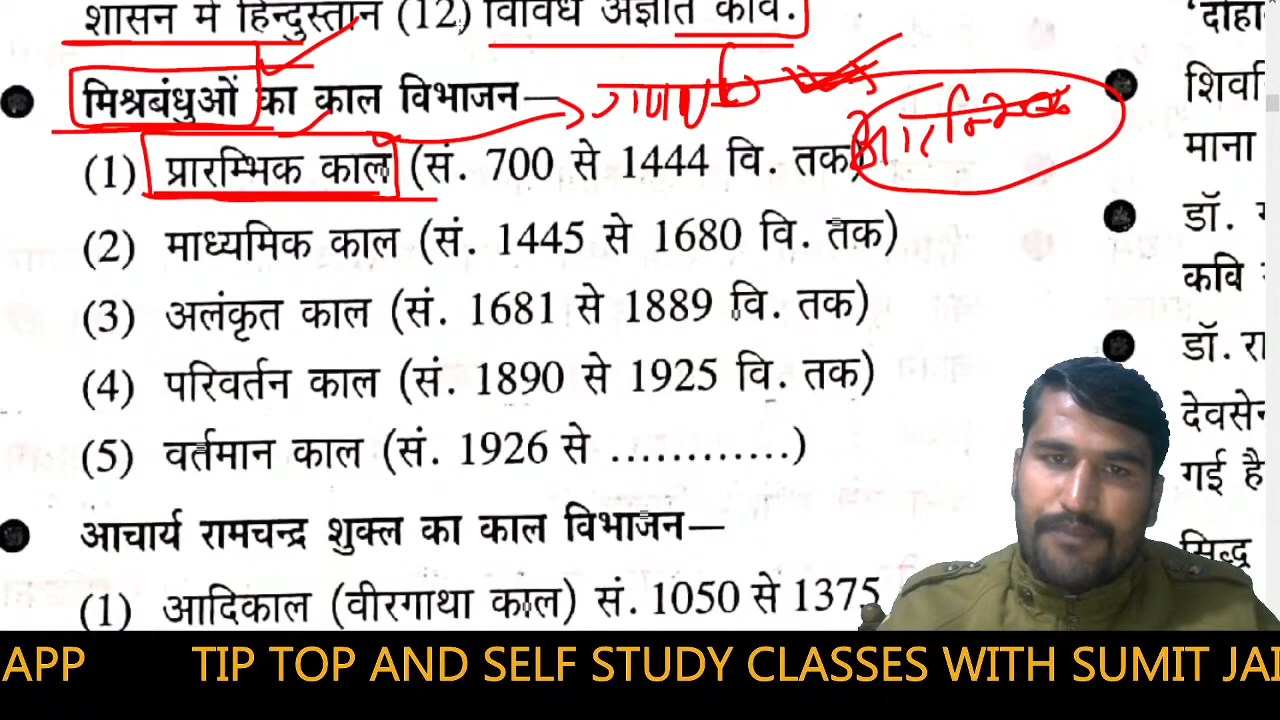 शासन में हिन्दुस्तान (12) विविध अज्ञात कवि.
मिश्रबंधुओं का काल विभाजन—
(1) प्रारम्भिक काल (सं. 700 से 1444 वि. तक)
(2) माध्यमिक काल (सं. 1445 से 1680 वि. तक)
(3) अलंकृत काल (सं. 1681 से 1889 वि. तक)
(4) परिवर्तन काल (सं. 1890 से 1925 वि. तक)
(5) वर्तमान काल (सं. 1926 से .............)
आचार्य रामचन्द्र शुक्ल का काल विभाजन—
(1) आदिकाल (वीरगाथा काल) सं. 1050 से 1375
माना
डॉ.
कवि
डॉ. रा
गई है
सिद्ध
APP TIP TOP AND SELF STUDY CLASSES WITH SUMIT JAI